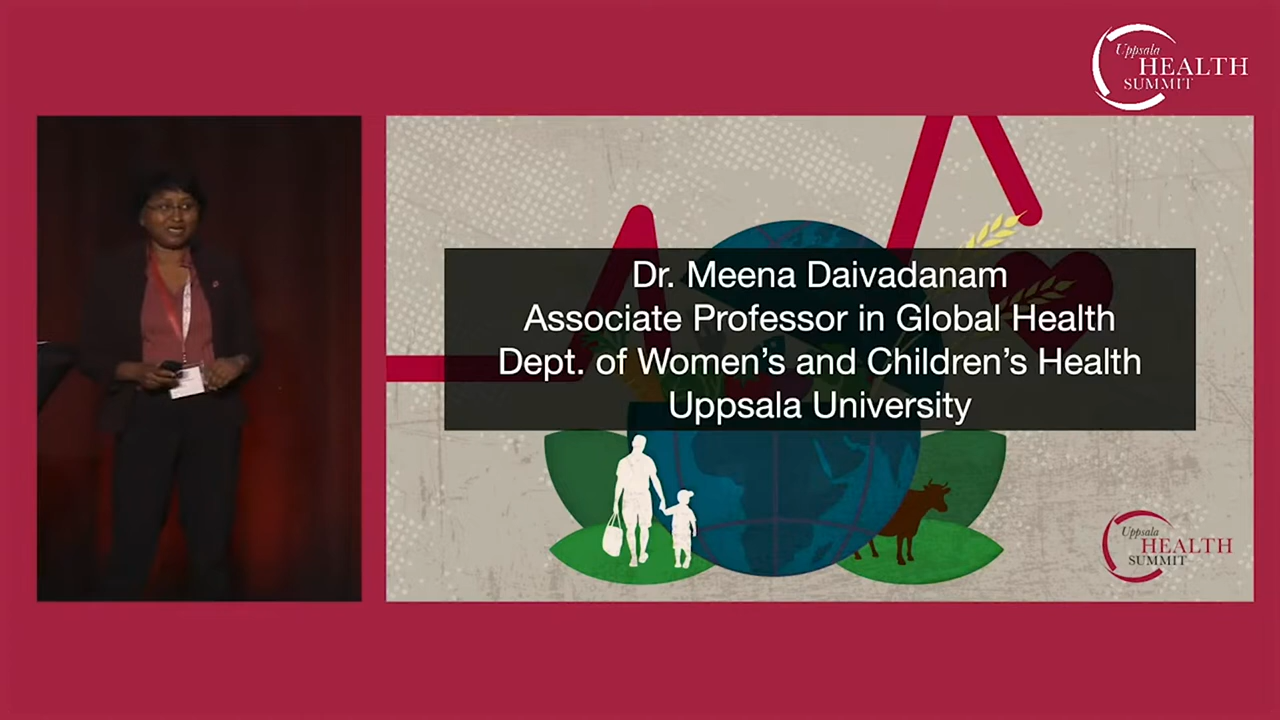 Uppsala
HEALTH
SUMMIT
Dr. Meena Daivadanam
Associate Professor in Global Health
Dept. of Women’s and Children’s Health
Uppsala University
Uppsala
HEALTH
SUMMIT